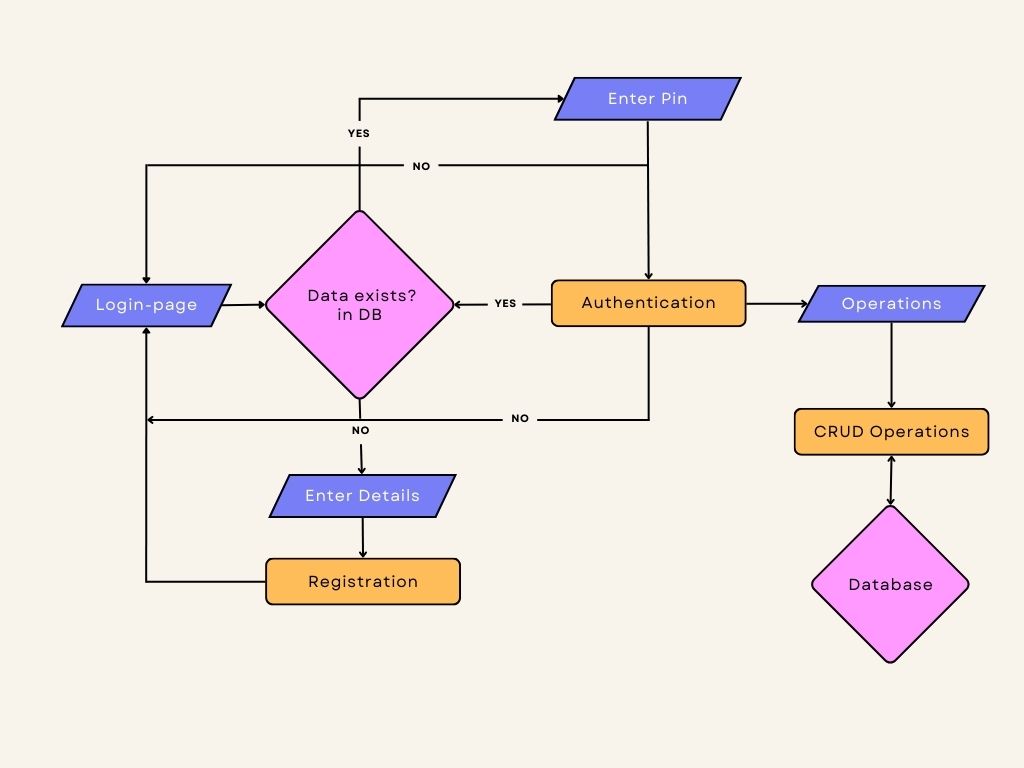 Enter Pin
YES
NO
Login-page
Data exists?
in DB
YES
Authentication
Operations
NO
NO
CRUD Operations
Enter Details
Registration
Database